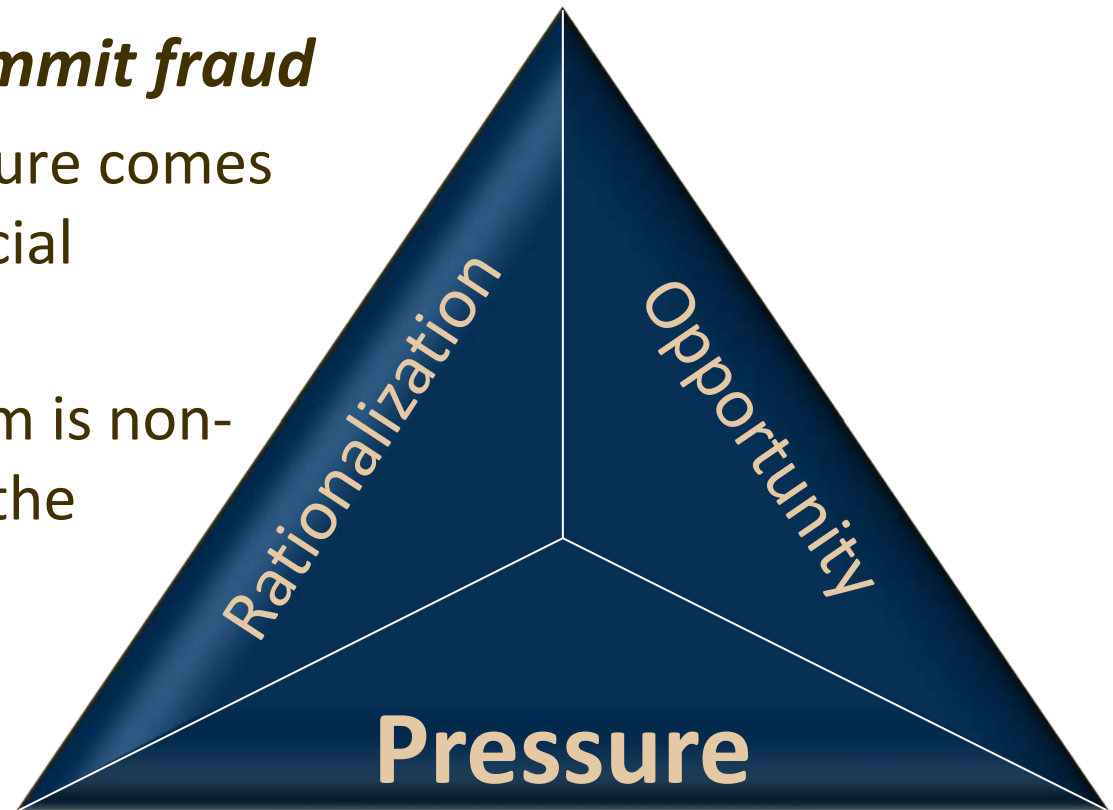 mmit fraud
ure comes
cial
m is non-
the
Rationalization
Opportunity
Pressure